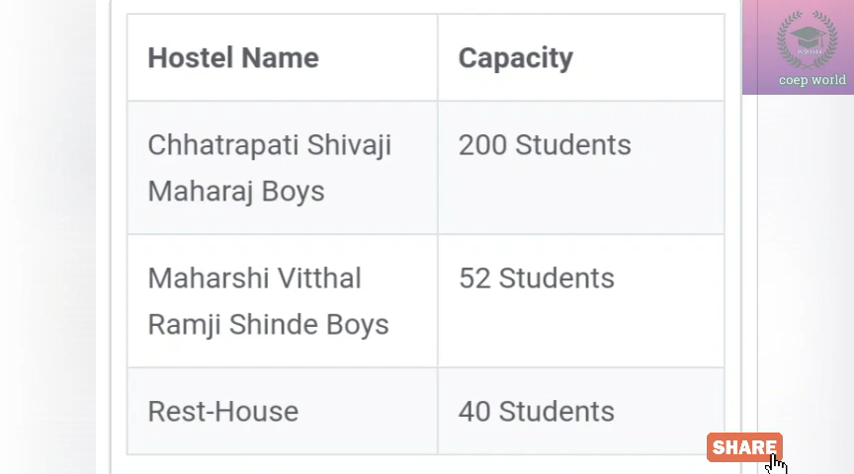 Hostel Name
Capacity
Chhatrapati Shivaji
Maharaj Boys
200 Students
Maharshi Vitthal
Ramji Shinde Boys
52 Students
Rest-House
40 Students
coep world
SHARE